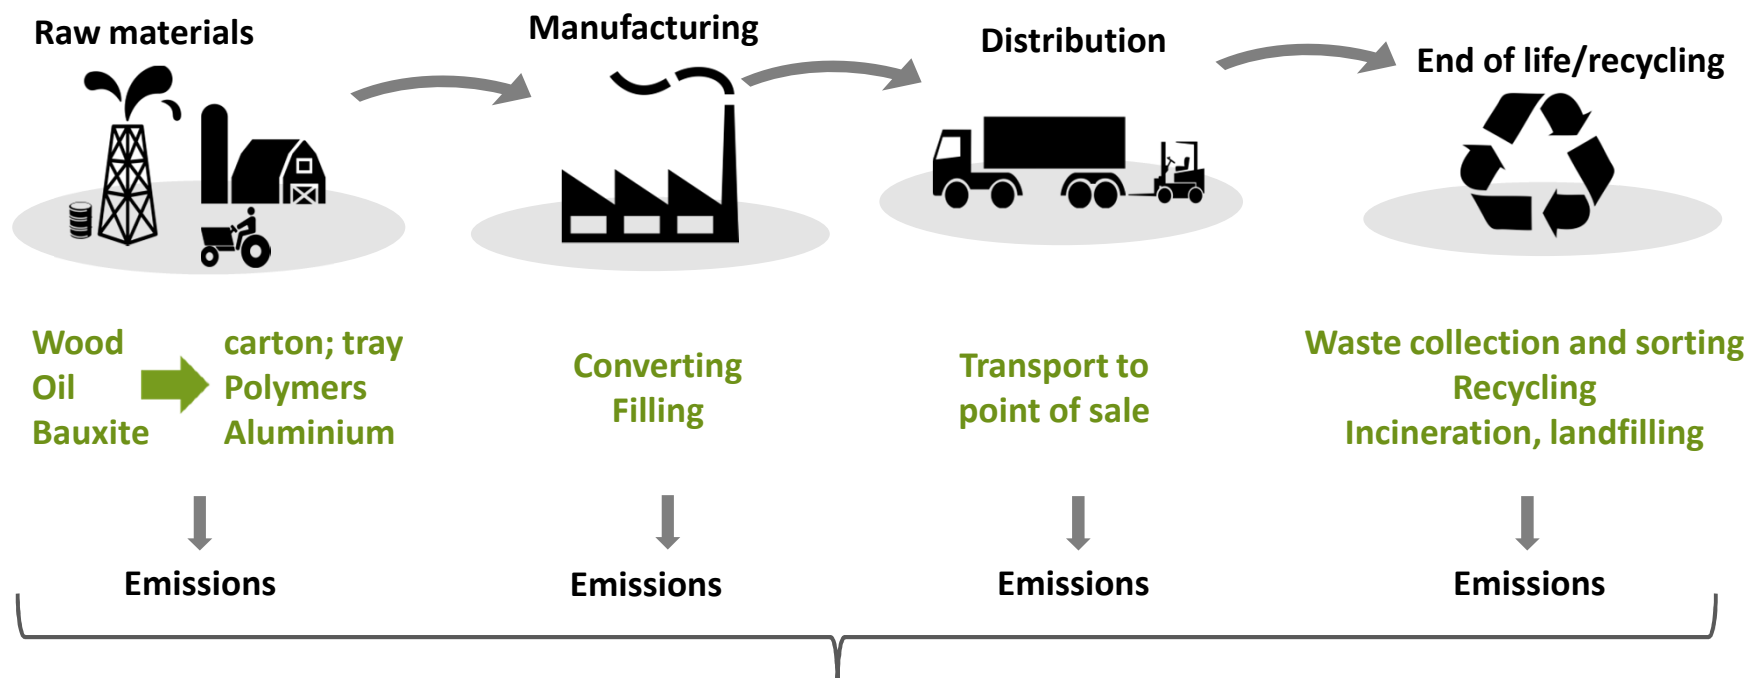 Raw materials
Manufacturing
Distribution
End of life/recycling
Wood
Oil
Bauxite
carton; tray
Polymers
Aluminium
Converting
Filling
Transport to
point of sale
Waste collection and sorting
Recycling
Incineration, landfilling
Emissions
Emissions
Emissions
Emissions